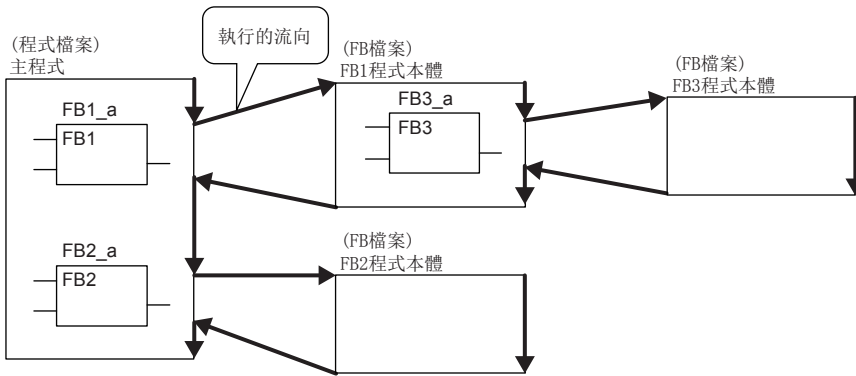 執行的流向
(程式檔案)
主程式
FB1_a
FB1
FB2_a
FB2
(FB檔案)
FB1程式本體
FB3_a
FB3
(FB檔案)
FB3程式本體
(FB檔案)
FB2程式本體